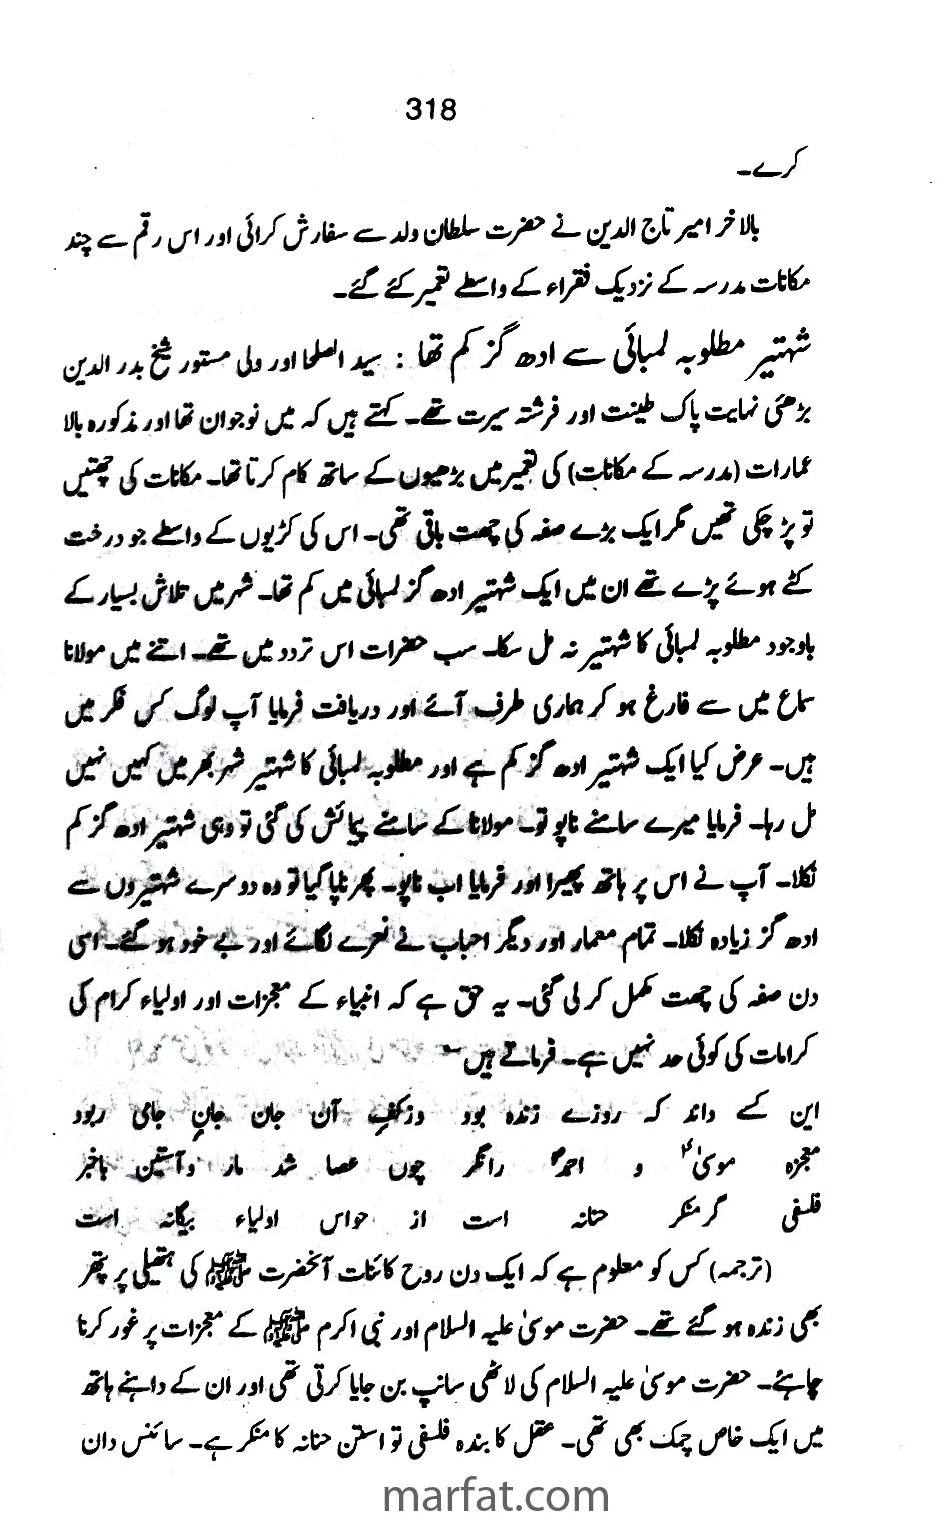 318
کرے۔
بالاخر امیر تاج الدین نے حضرت سلطان ولد سے سفارش کرائی اور اس رقم سے چند
مکانات مدرسہ کے نزدیک فقراء کے واسطے تعمیر کئے گئے۔
شہتیر مطلوبہ لمبائی سے ادھ گز کم تھا : سید الصلحا اور ولی مستور شیخ بدر الدین
بڑھئی نہایت پاک طینت اور فرشتہ سیرت تھے۔ کہتے ہیں کہ میں نوجوان تھا اور مذکورہ بالا
عمارات (مدرسہ کے مکانات) کی تعمیر میں بڑھیوں کے ساتھ کام کرتا تھا۔ مکانات کی چھتیں
تو پڑ چکی تھیں مگر ایک بڑے صفہ کی چھت باقی تھی۔ اس کی کڑیوں کے واسطے جو درخت
کٹے ہوئے پڑے تھے ان میں ایک شہتیر ادھ گز لمبائی میں کم تھا۔ شہر میں تلاش بسیار کے
باوجود مطلوبہ لمبائی کا شہتیر نہ مل سکا۔ سب حضرات اس تردد میں تھے۔ اتنے میں مولانا
سماع میں سے فارغ ہو کر ہماری طرف آئے اور دریافت فرمایا آپ لوگ کس فکر میں
ہیں۔ عرض کیا ایک شہتیر ادھ گز کم ہے اور مطلوبہ لمبائی کا شہتیر شہر بھر میں کہیں نہیں
مل رہا۔ فرمایا میرے سامنے ناپو تو۔ مولانا کے سامنے پیمائش کی گئی تو وہی شہتیر ادھ گز کم
نکلا۔ آپ نے اس پر ہاتھ پھیرا اور فرمایا اب ناپو۔ پھر ناپا گیا تو وہ دوسرے شہتیروں سے
ادھ گز زیادہ نکلا۔ تمام معمار اور دیگر احباب نے نعرے لگائے اور بے خود ہو گئے۔ اسی
دن صفہ کی چھت مکمل کر لی گئی۔ یہ حق ہے کہ انبیاء کے معجزات اور اولیاء کرام کی
کرامات کی کوئی حد نہیں ہے۔ فرماتے ہیں
این کے داند کہ روزے زندہ بود وزکفِ آن جان جانِ جامی ربود
معجزہ موسیٰؑ و احمدؐ رانگر چوں عصا شد مار و آستین باخبر
فلسفی گر منکر حنانہ است از حواس اولیاء بیگانہ است
(ترجمہ) کس کو معلوم ہے کہ ایک دن روح کائنات آنحضرت ﷺ کی ہتھیلی پر پتھر
بھی زندہ ہو گئے تھے۔ حضرت موسیٰ علیہ السلام اور نبی اکرم ﷺ کے معجزات پر غور کرنا
چاہئے۔ حضرت موسیٰ علیہ السلام کی لاٹھی سانپ بن جایا کرتی تھی اور ان کے داہنے ہاتھ
میں ایک خاص چمک بھی تھی۔ عقل کا بندہ فلسفی تو استن حنانہ کا منکر ہے۔ سائنس دان
marfat.com